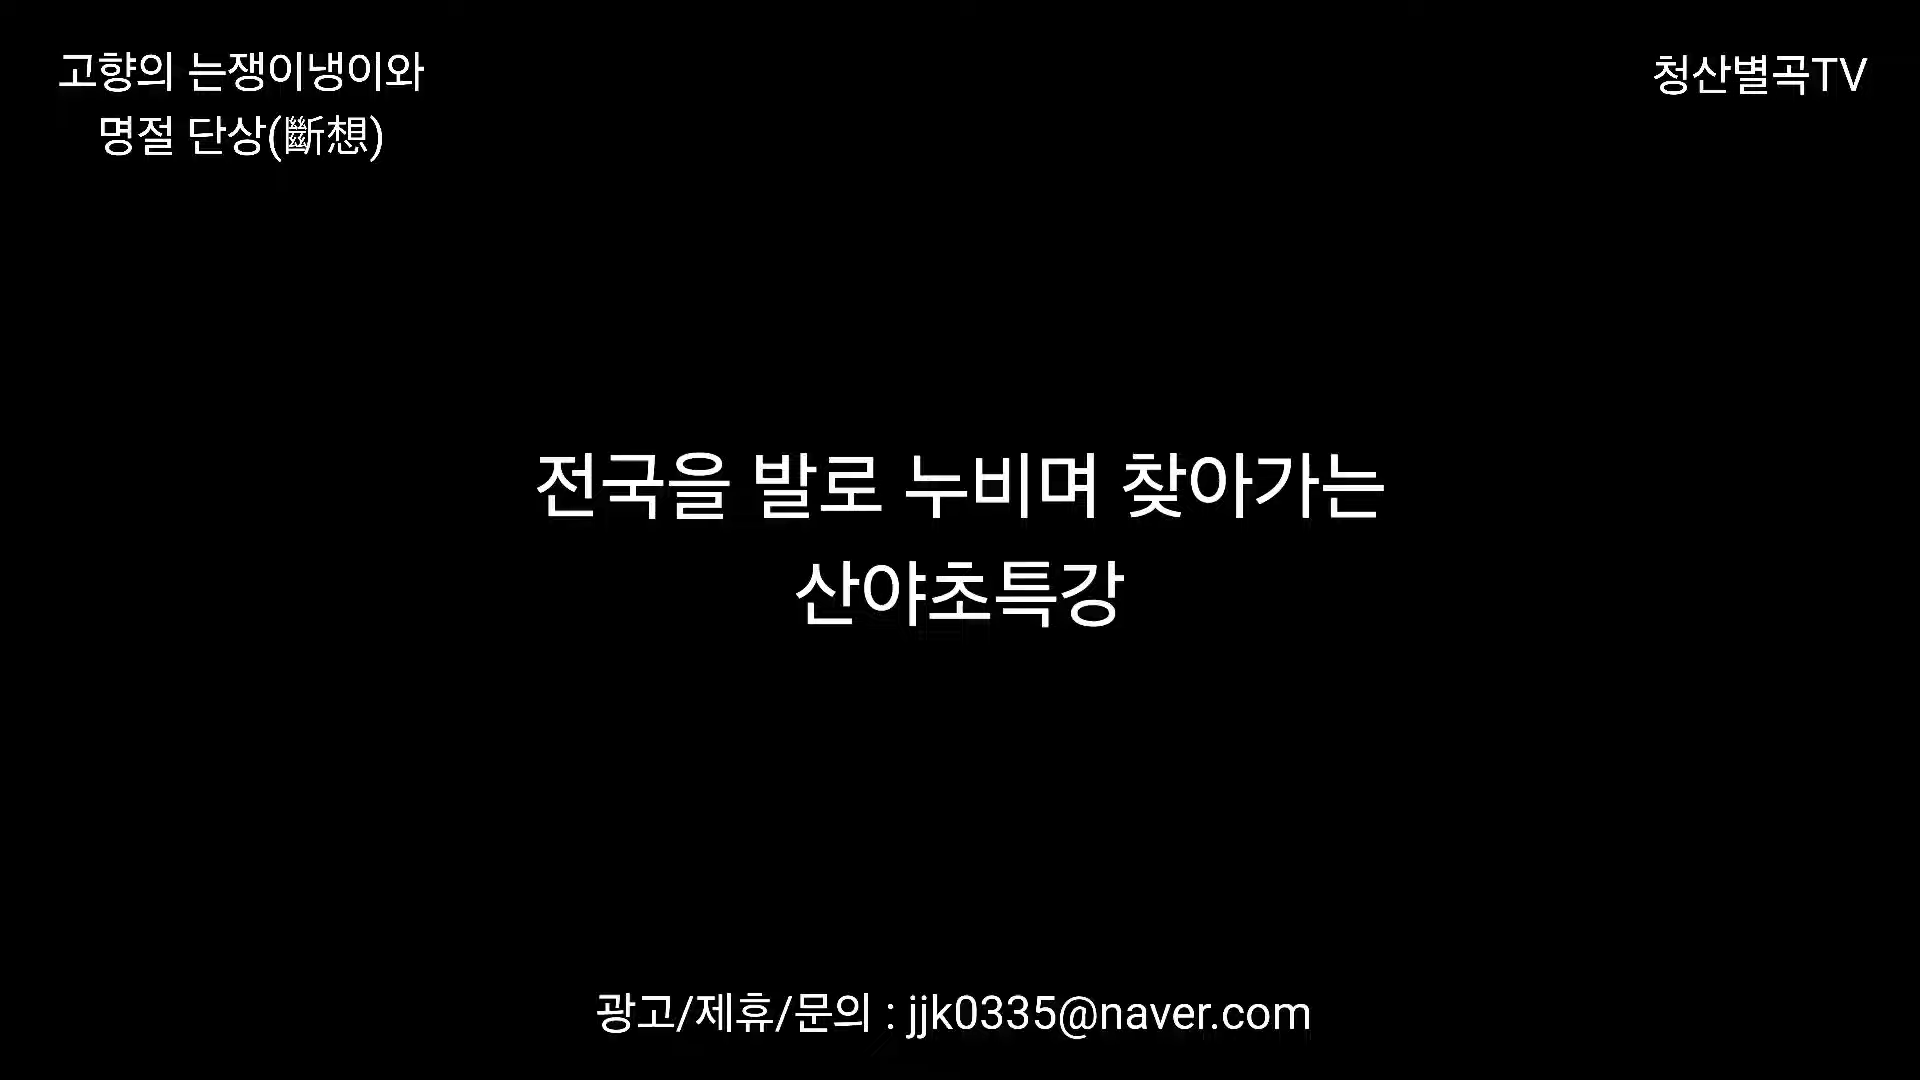 고향의 는쟁이냉이와
명절 단상(斷想)
청산별곡TV
전국을 발로 누비며 찾아가는
산야초특강
광고/제휴/문의 : jjk0335@naver.com